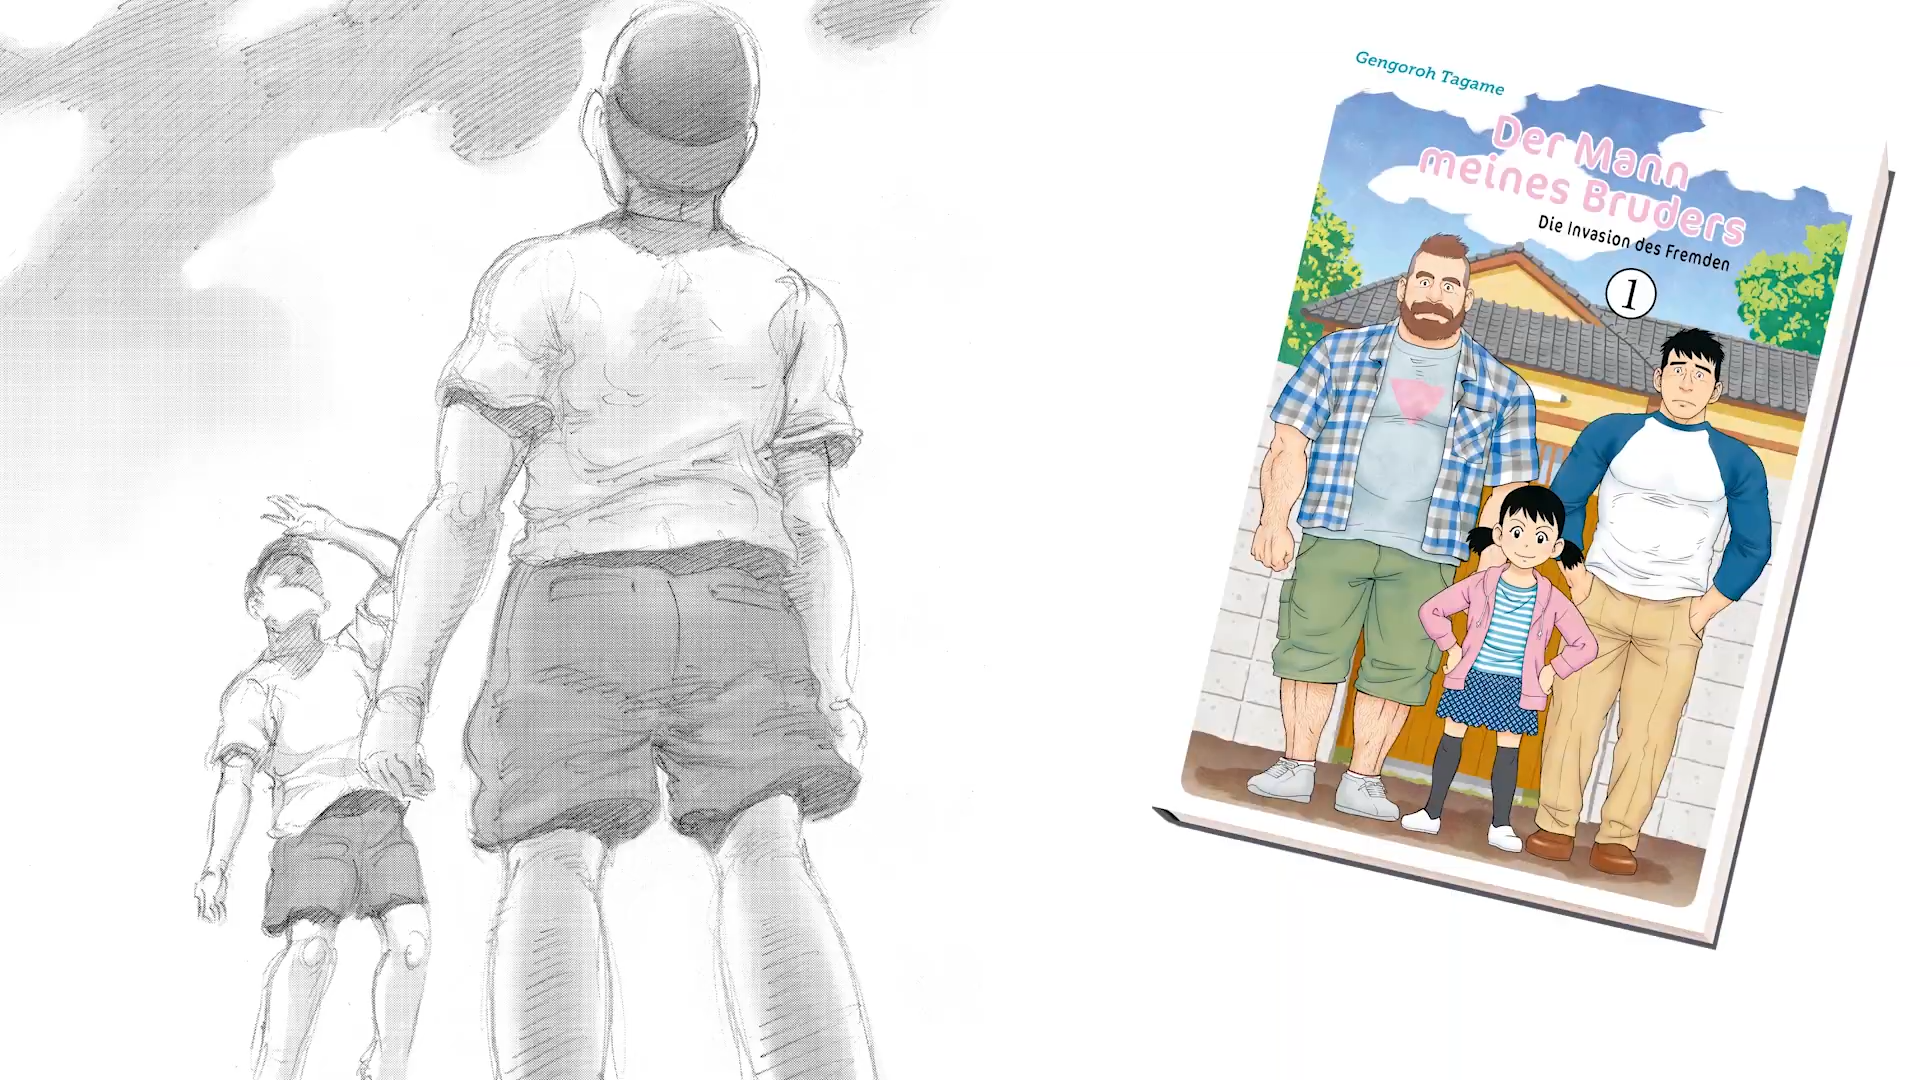 Gengoroh Tagame
Der Mann
meines Bruders
Die Invasion des Fremden
1